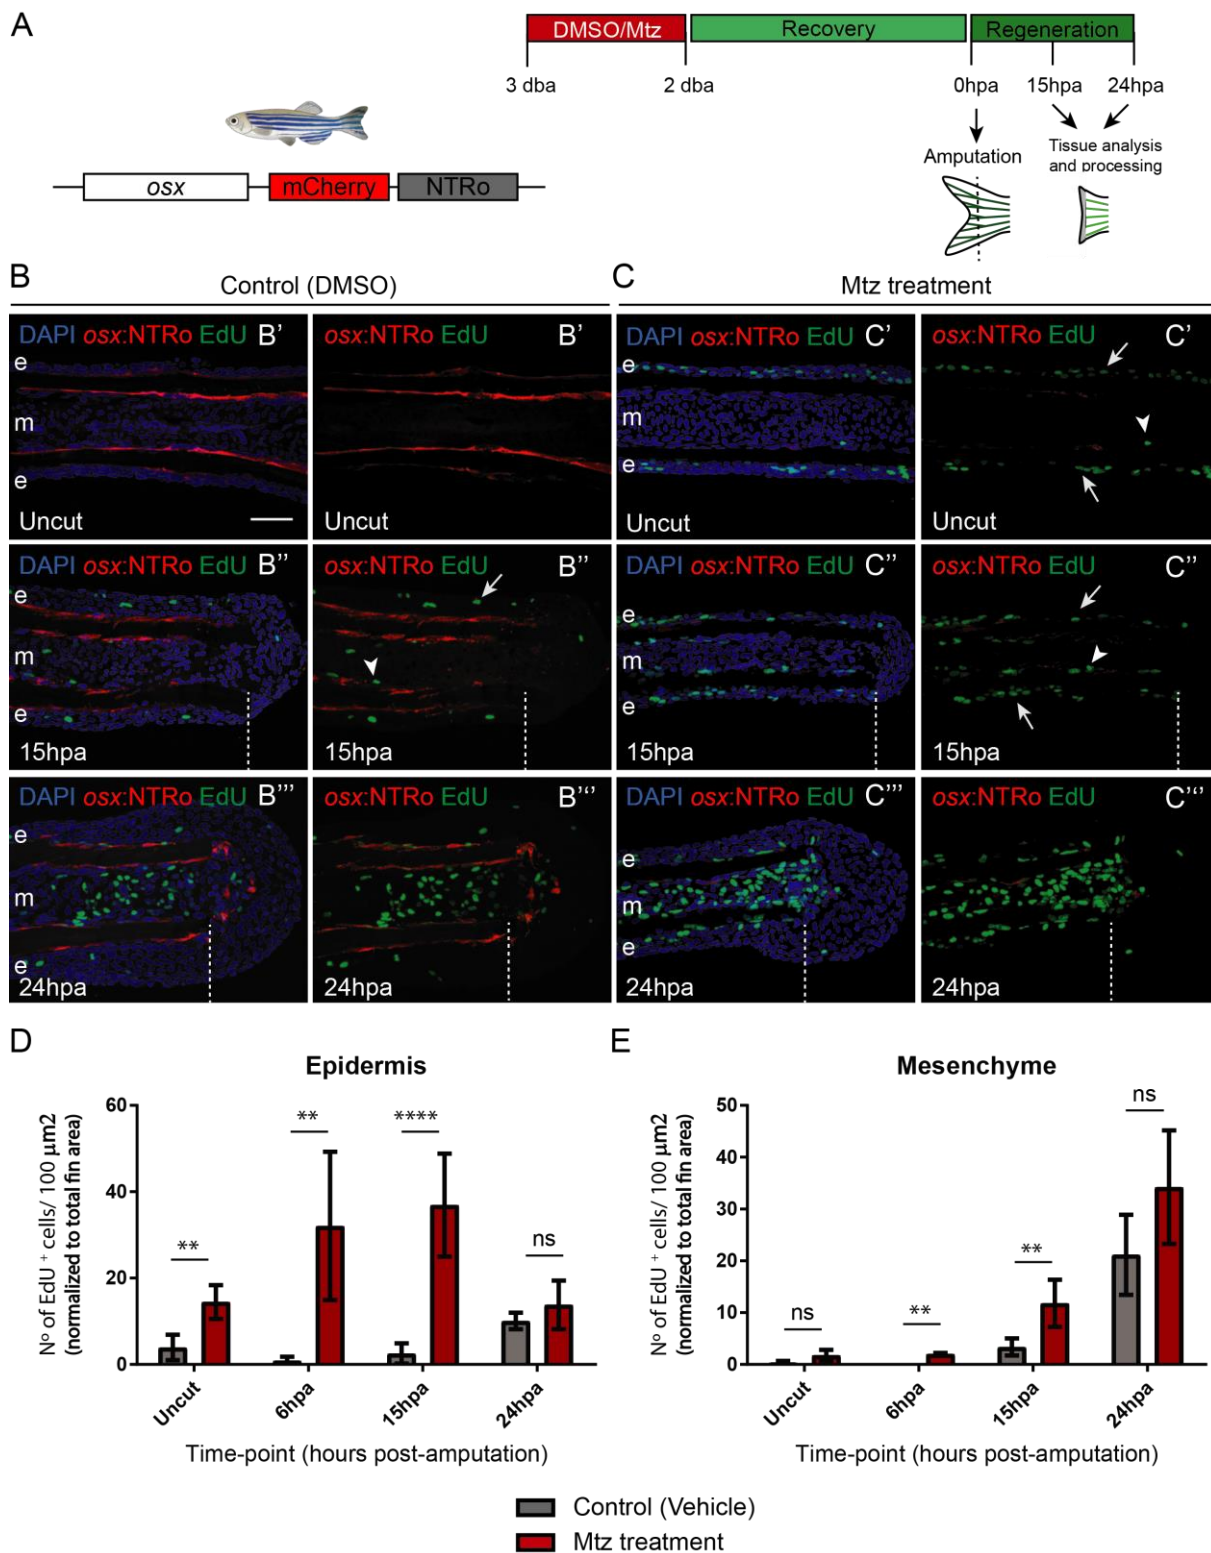 A
DMSO/Mtz
Recovery
Regeneration
3 dba
2 dba
0hpa
15hpa
24hpa
Amputation
Tissue analysis
and processing
osx
mCherry
NTRo
B
Control (DMSO)
C
Mtz treatment
DAPI osx:NTRo EdU B'
e
m
e
Uncut
osx:NTRo EdU B'
Uncut
DAPI osx:NTRo EdU C'
e
m
e
Uncut
osx:NTRo EdU C'
Uncut
DAPI osx:NTRo EdU B''
e
m
e
15hpa
osx:NTRo EdU B''
15hpa
DAPI osx:NTRo EdU C''
e
m
e
15hpa
osx:NTRo EdU C''
15hpa
DAPI osx:NTRo EdU B'''
e
m
e
24hpa
osx:NTRo EdU B'''
24hpa
DAPI osx:NTRo EdU C'''
e
m
e
24hpa
osx:NTRo EdU C'''
24hpa
D
Epidermis
Nº of EdU + cells/ 100 µm2
(normalized to total fin area)
60
40
20
0
**
**
****
ns
Uncut
6hpa
15hpa
24hpa
Time-point (hours post-amputation)
E
Mesenchyme
Nº of EdU + cells/ 100 µm2
(normalized to total fin area)
50
40
30
20
10
0
ns
**
**
ns
Uncut
6hpa
15hpa
24hpa
Time-point (hours post-amputation)
Control (Vehicle)
Mtz treatment